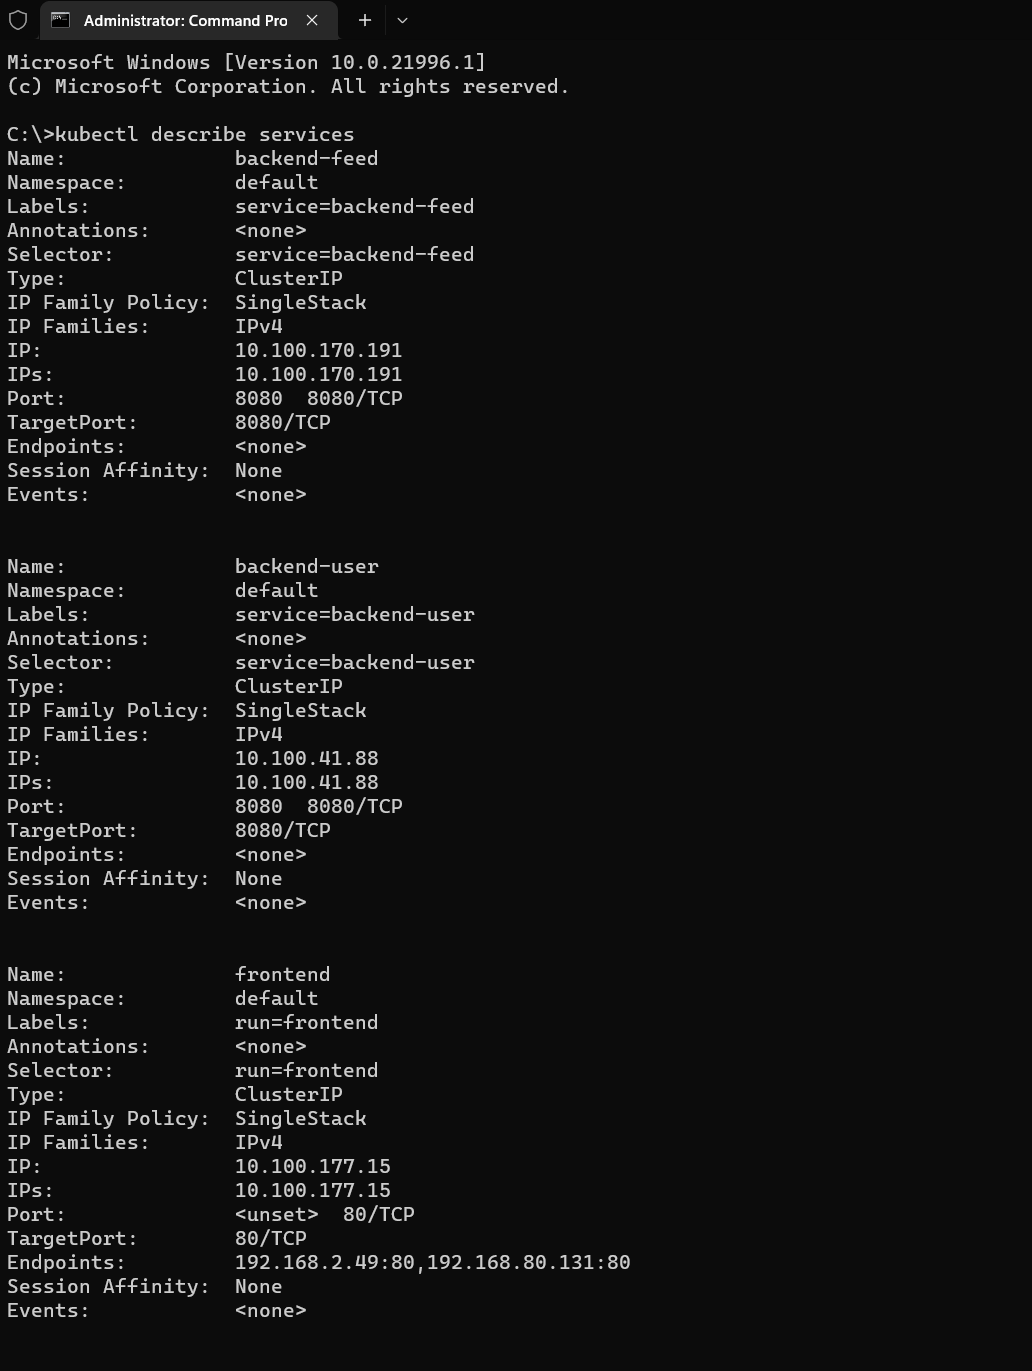 Administrator: Command Pro
Microsoft Windows [Version 10.0.21996.1]
(c) Microsoft Corporation. All rights reserved.
C:\>kubectl describe services
Name:              backend-feed
Namespace:         default
Labels:            service=backend-feed
Annotations:       <none>
Selector:          service=backend-feed
Type:              ClusterIP
IP Family Policy:  SingleStack
IP Families:       IPv4
IP:                10.100.170.191
IPs:               10.100.170.191
Port:              8080  8080/TCP
TargetPort:        8080/TCP
Endpoints:         <none>
Session Affinity:  None
Events:            <none>
Name:              backend-user
Namespace:         default
Labels:            service=backend-user
Annotations:       <none>
Selector:          service=backend-user
Type:              ClusterIP
IP Family Policy:  SingleStack
IP Families:       IPv4
IP:                10.100.41.88
IPs:               10.100.41.88
Port:              8080  8080/TCP
TargetPort:        8080/TCP
Endpoints:         <none>
Session Affinity:  None
Events:            <none>
Name:              frontend
Namespace:         default
Labels:            run=frontend
Annotations:       <none>
Selector:          run=frontend
Type:              ClusterIP
IP Family Policy:  SingleStack
IP Families:       IPv4
IP:                10.100.177.15
IPs:               10.100.177.15
Port:              <unset>  80/TCP
TargetPort:        80/TCP
Endpoints:         192.168.2.49:80,192.168.80.131:80
Session Affinity:  None
Events:            <none>